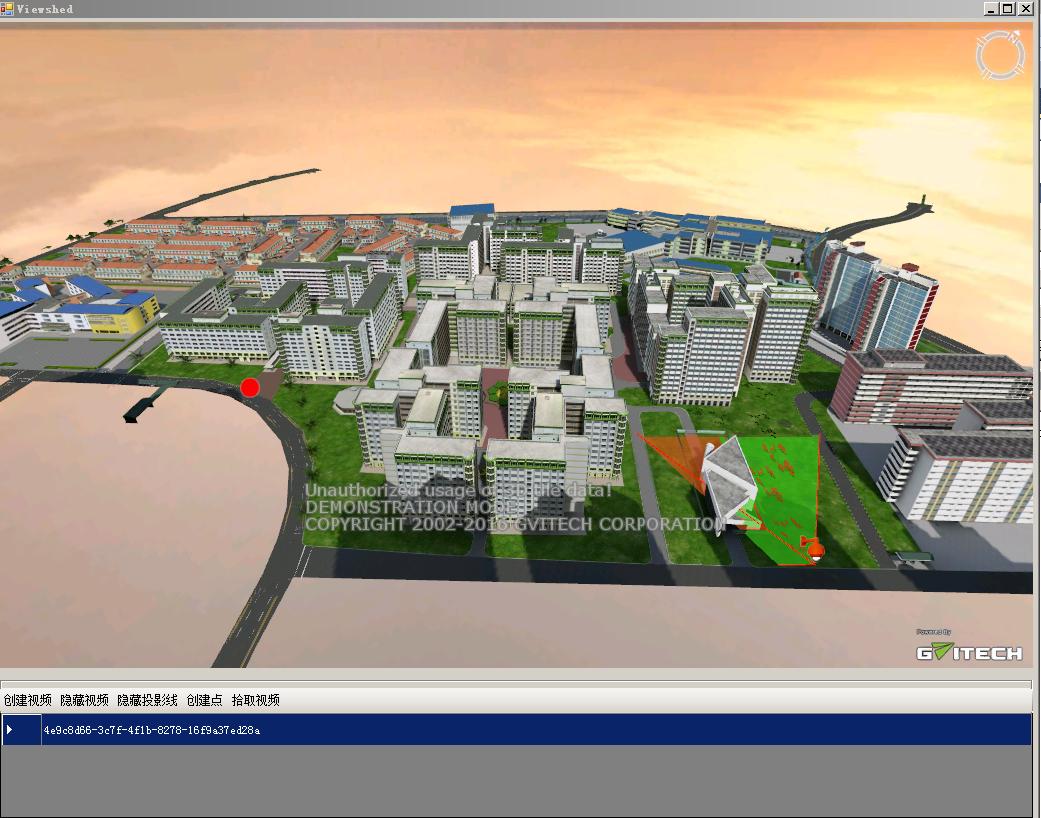 Viewshed
N
Unauthorized usage of sp tile data!
DEMONSTRATION MODE
COPYRIGHT 2002-2016 GVITECH CORPORATION
Powered By
GVITECH
创建视频 隐藏视频 隐藏投影线 创建点 拾取视频
4e9c8d66-3c7f-4f1b-8278-16f9a37ed28a